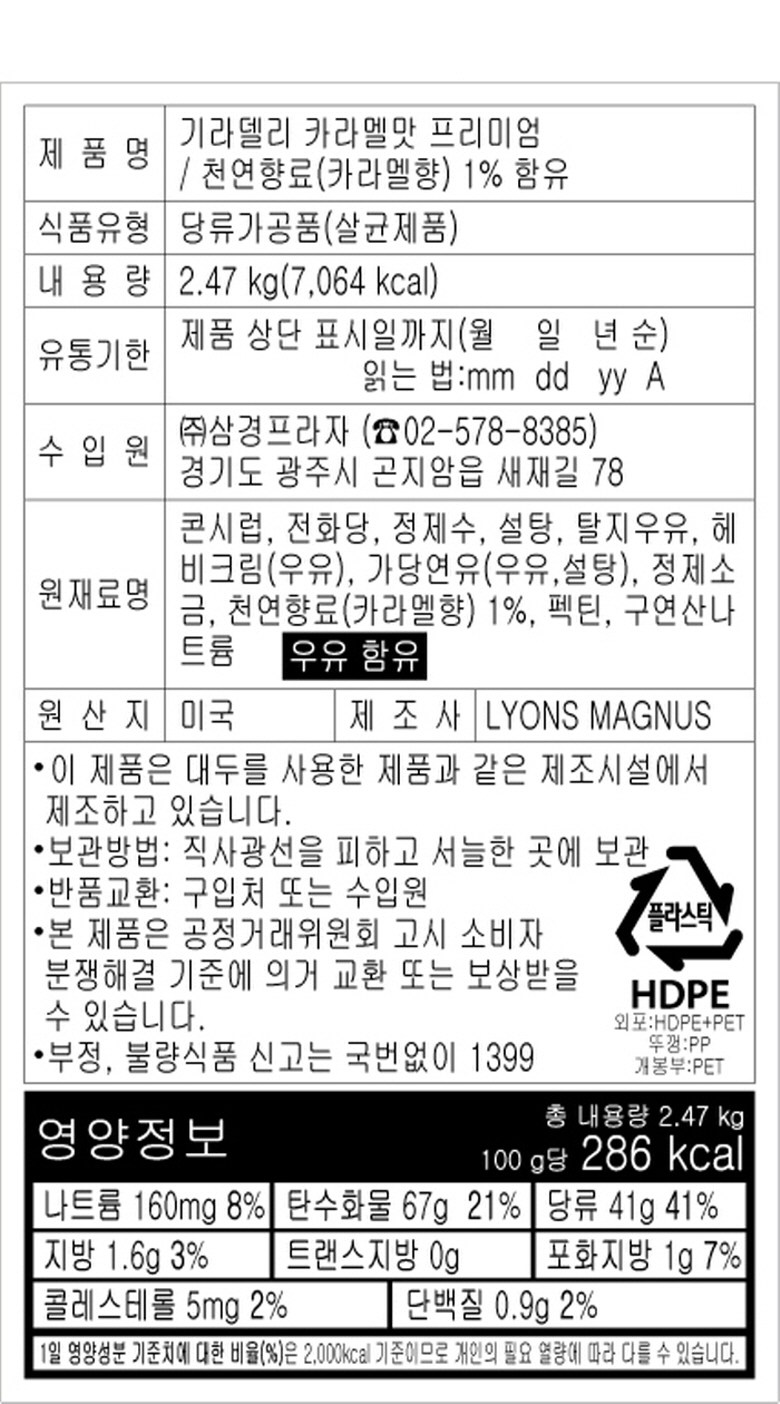 제 품 명 기라델리 카라멜맛 프리미엄
/ 천연향료(카라멜향) 1% 함유
식품유형 당류가공품(살균제품)
내 용 량 2.47 kg(7,064 kcal)
유통기한 제품 상단 표시일까지(월 일 년 순)
읽는 법:mm dd yy A
수 입 원 ㈜삼경프라자 (☎02-578-8385)
경기도 광주시 곤지암읍 새재길 78
원재료명 콘시럽, 전화당, 정제수, 설탕, 탈지우유, 헤
비크림(우유), 가당연유(우유,설탕), 정제소
금, 천연향료(카라멜향) 1%, 펙틴, 구연산나
트륨 우유 함유
원 산 지 미국 제 조 사 LYONS MAGNUS
•이 제품은 대두를 사용한 제품과 같은 제조시설에서
제조하고 있습니다.
•보관방법: 직사광선을 피하고 서늘한 곳에 보관
•반품교환: 구입처 또는 수입원
•본 제품은 공정거래위원회 고시 소비자
분쟁해결 기준에 의거 교환 또는 보상받을
수 있습니다.
•부정, 불량식품 신고는 국번없이 1399
플라스틱
HDPE
외포:HDPE+PET
뚜껑:PP
개봉부:PET
영양정보
총 내용량 2.47 kg
100 g당 286 kcal
나트륨 160mg 8% 탄수화물 67g 21% 당류 41g 41%
지방 1.6g 3% 트랜스지방 0g 포화지방 1g 7%
콜레스테롤 5mg 2% 단백질 0.9g 2%
1일 영양성분 기준치에 대한 비율(%)은 2,000kcal 기준이므로 개인의 필요 열량에 따라 다를 수 있습니다.